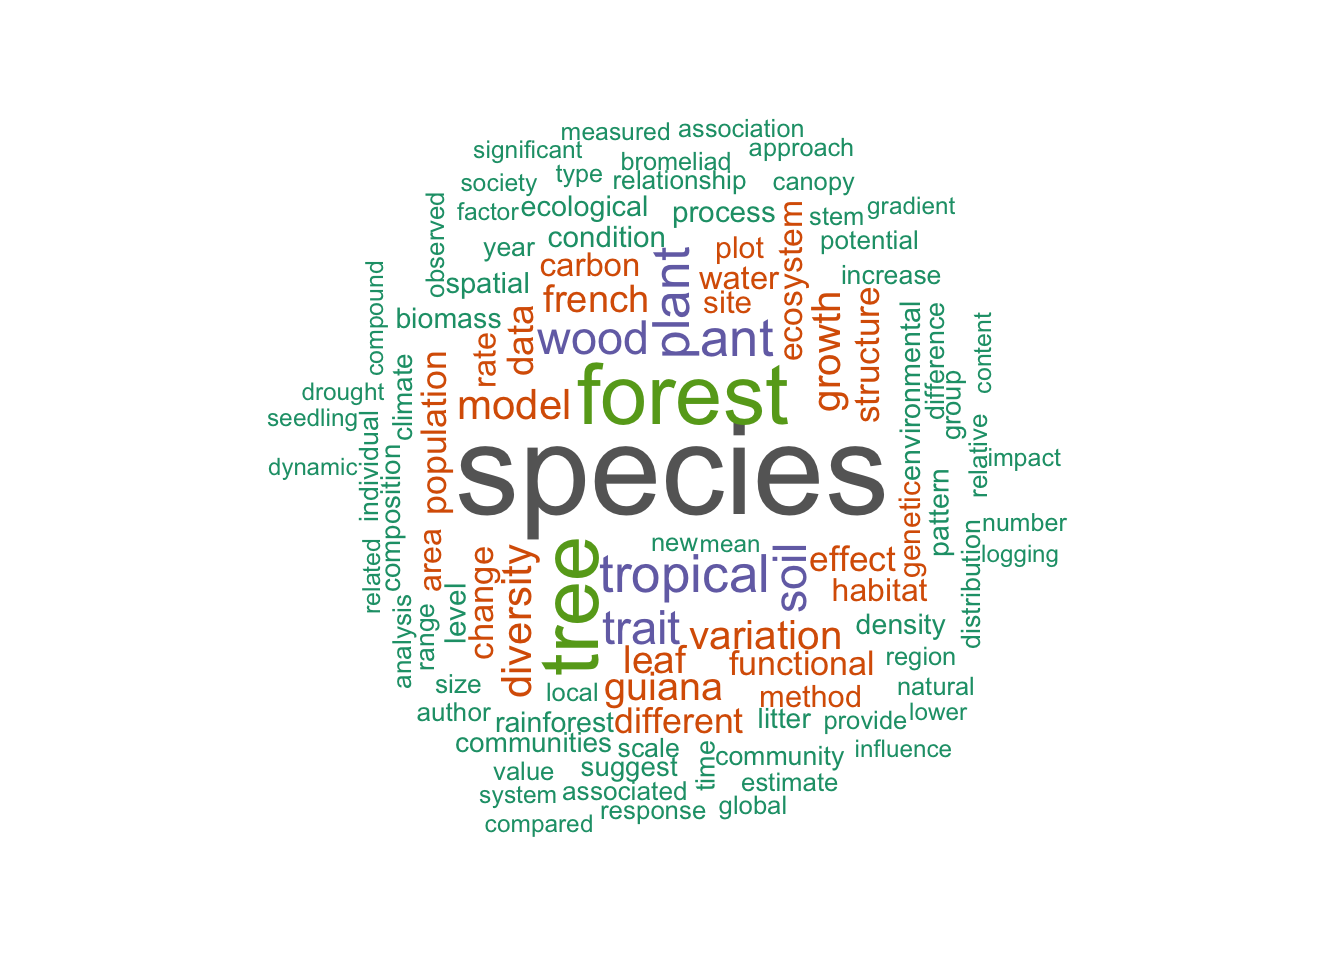 measured association
significant bromeliad approach
society type relationship canopy
observed factor ecological process stem gradient
year condition plant plot ecosystem potential
compound spatial carbon water increase
biomass french site growth structure
data wood ant environmental difference content
drought climate rate forest group
seedling individual population model
dynamic composition species relative impact
genetic pattern number
related area change new mean distribution logging
diversity tree tropical soil effect habitat
analysis range level trait variation density
leaf functional region
size local guiana method natural
author rainforest different litter provide lower
communities scale time community influence
value suggest estimate
system associated response global
compared